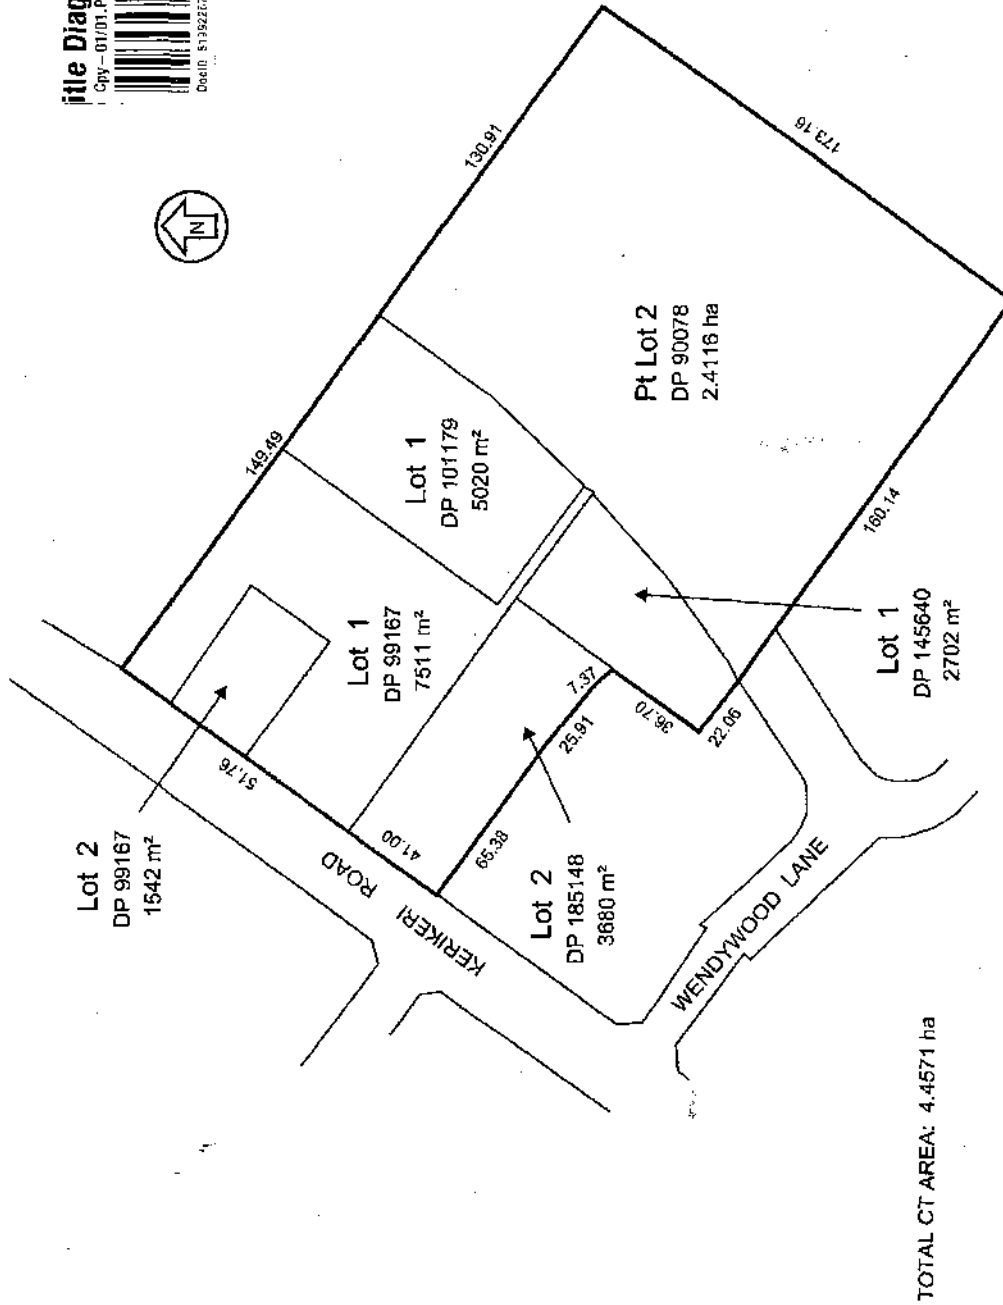 itle Diag
Cpy - 01/01, P
130.91
173.16
149.49
Pt Lot 2
DP 90078
2.4116 ha
Lot 1
DP 101179
5020 m²
N
160.14
Lot 1
DP 99167
7511 m²
Lot 1
DP 145640
2702 m²
7.37
36.70
22.06
25.91
51.76
41.00
65.38
Lot 2
DP 99167
1542 m²
Lot 2
DP 185148
3680 m²
KERIKERI ROAD
WENDYWOOD LANE
TOTAL CT AREA: 4.4571 ha